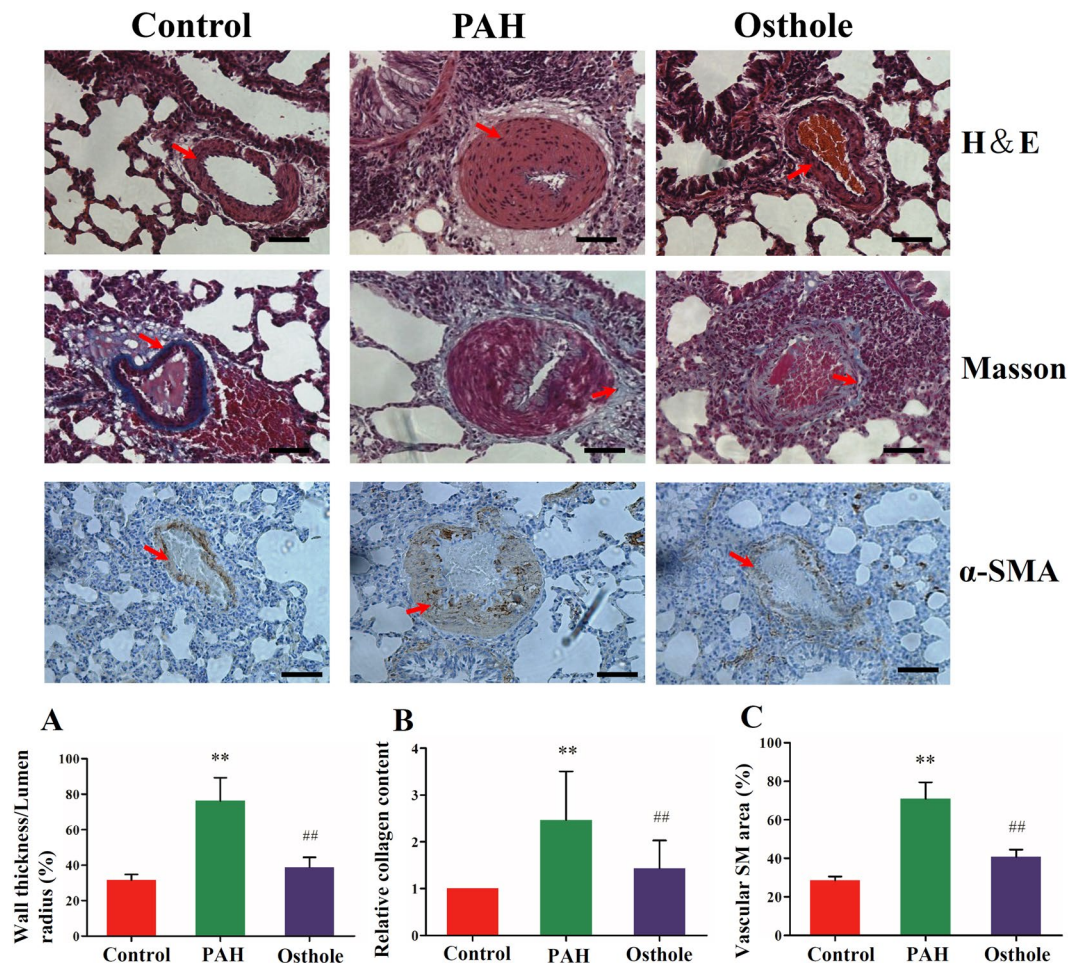 Control PAH Osthole
H & E
Masson
α-SMA
A
Wall thickness/Lumen
radius (%)
100
80
60
40
20
0
**
##
Control PAH Osthole
B
Relative collagen content
4
3
2
1
0
**
##
Control PAH Osthole
C
Vascular SM area (%)
100
80
60
40
20
0
**
##
Control PAH Osthole